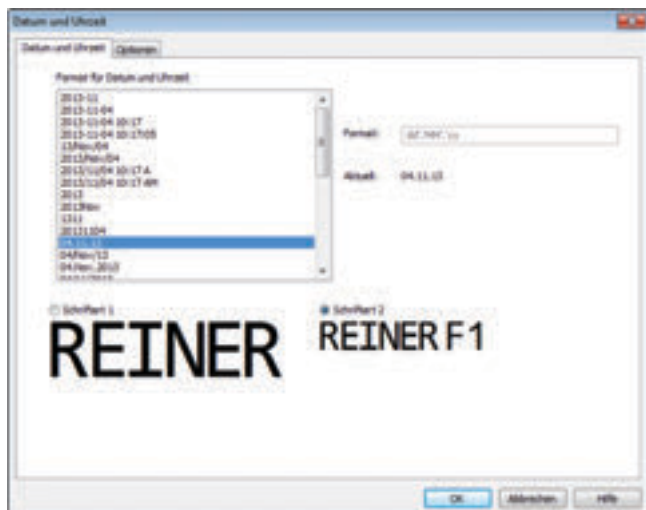 Datum und Uhrzeit
Datum und Uhrzeit
Optionen
Format für Datum und Uhrzeit
2013-11
2013-11-04
2013-11-04 10:17
2013-11-04 10:17:05
13/Nov/04
2013/Nov/04
2013/11/04 10:17 A
2013/11/04 10:17 AM
2013
2013Nov
1311
20131104
04.11.13
04/Nov/13
04.Nov.2013
Format:
Aktuell: 04.11.13
Schriftart 1
REINER
Schriftart 2
REINER F1
OK
Abbrechen
Hilfe